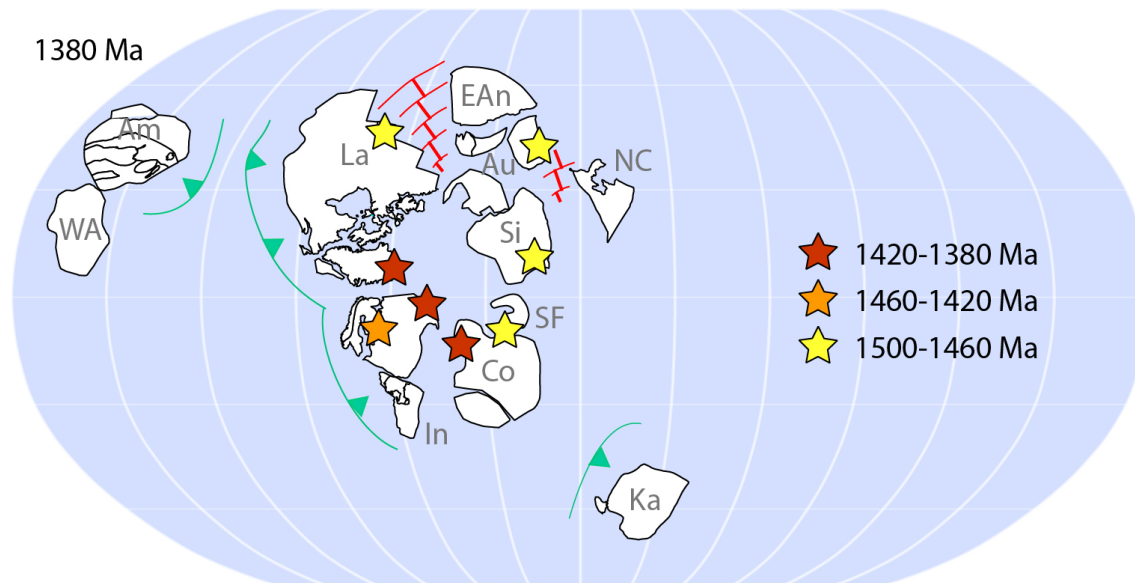 1380 Ma
EAn
Am
La
Au
NC
WA
Si
1420-1380 Ma
1460-1420 Ma
SF
1500-1460 Ma
Co
In
Ka